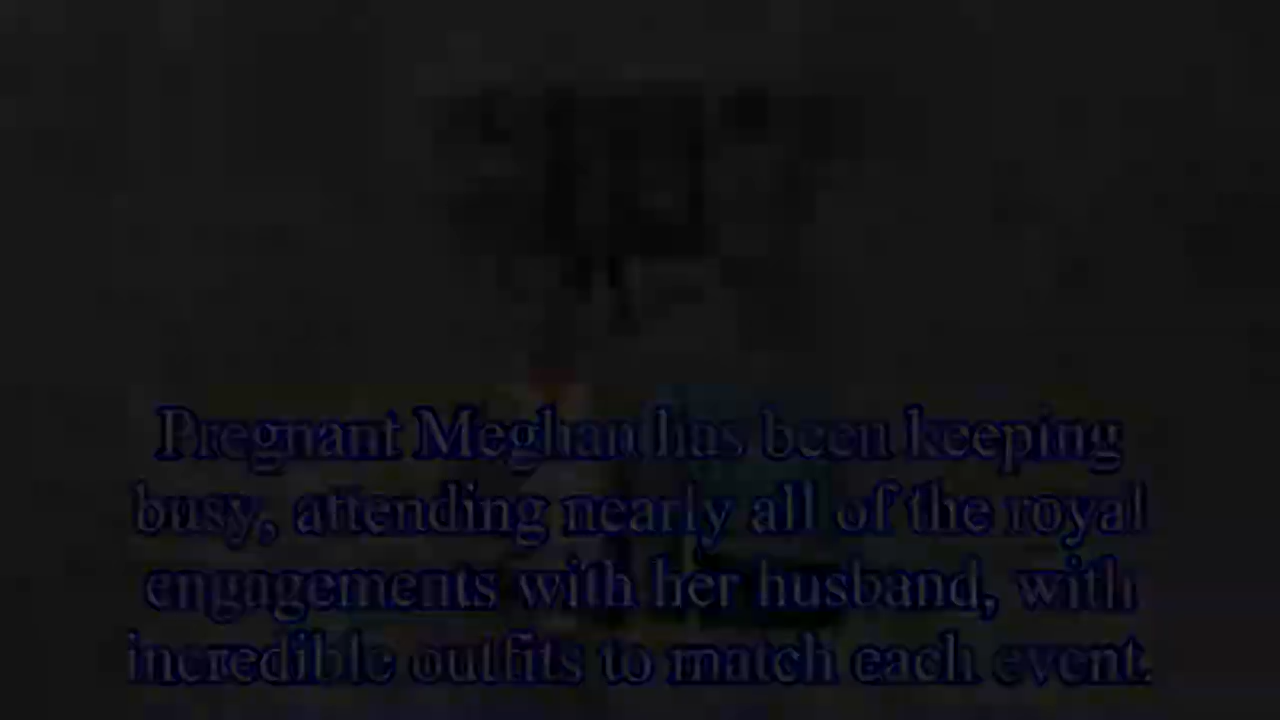 Pregnant Meghan has been keeping
busy, attending nearly all of the royal
engagements with her husband, with
incredible outfits to match each event.